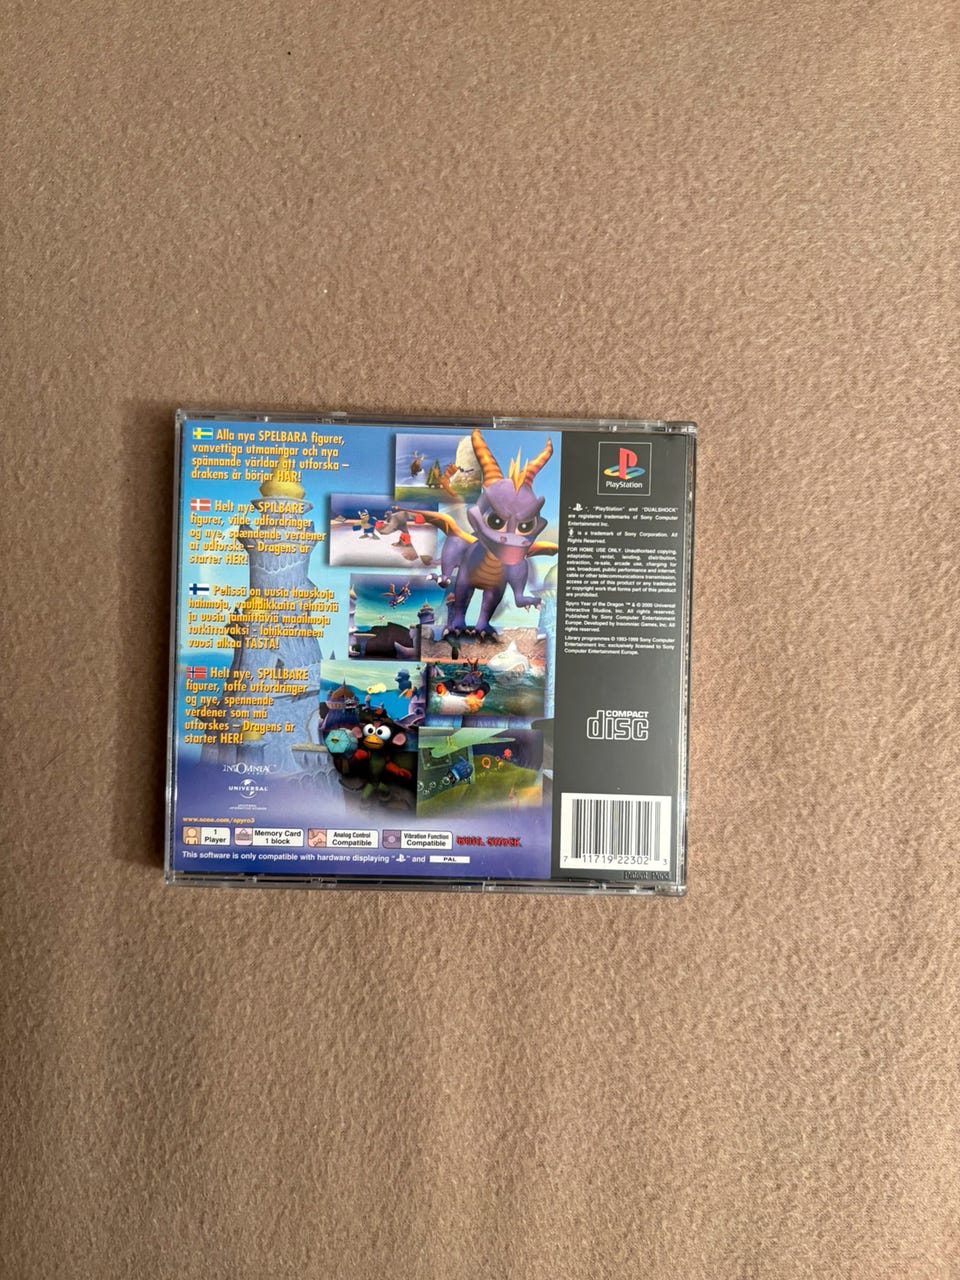 Alla nya SPELBARA figurer,
vanvettiga utmaningar och nya
spännande världar att utforska –
drakens år börjar HÄR!
Helt nye SPILBARE
figurer, vilde udfordringer
og nye, spændende verdener
at udforske – Dragens år
starter HER!
Pelissä on uusia hauskoja
hahmoja, vauhdikkaita tehtäviä
ja uusia jännittäviä maailmoja
tutkittavaksi - lohikäärmeen
vuosi alkaa TÄSTÄ!
Helt nye, SPILLBARE
figurer, tøffe utfordringer
og nye, spennende
verdener som må
utforskes – Dragens år
starter HER!
INSOMNIAC
UNIVERSAL
UNIVERSAL INTERACTIVE STUDIOS
www.scee.com/spyro3
1
Player
Memory Card
1 block
Analog Control
Compatible
Vibration Function
Compatible
DUAL SHOCK
This software is only compatible with hardware displaying " " and PAL
PlayStation
" ", "PlayStation" and "DUALSHOCK"
are registered trademarks of Sony Computer
Entertainment Inc.
is a trademark of Sony Corporation. All
Rights Reserved.
FOR HOME USE ONLY. Unauthorised copying,
adaptation, rental, lending, distribution,
extraction, re-sale, arcade use, charging for
use, broadcast, public performance and internet,
cable or other telecommunications transmission,
access or use of this product or any trademark
or copyright work that forms part of this product
are prohibited.
Spyro Year of the Dragon ™ & © 2000 Universal
Interactive Studios, Inc. All rights reserved.
Published by Sony Computer Entertainment
Europe. Developed by Insomniac Games, Inc. All
rights reserved.
Library programmes © 1993-1999 Sony Computer
Entertainment Inc. exclusively licensed to Sony
Computer Entertainment Europe.
COMPACT
disc
7 11719 22302 3
Patent Pend